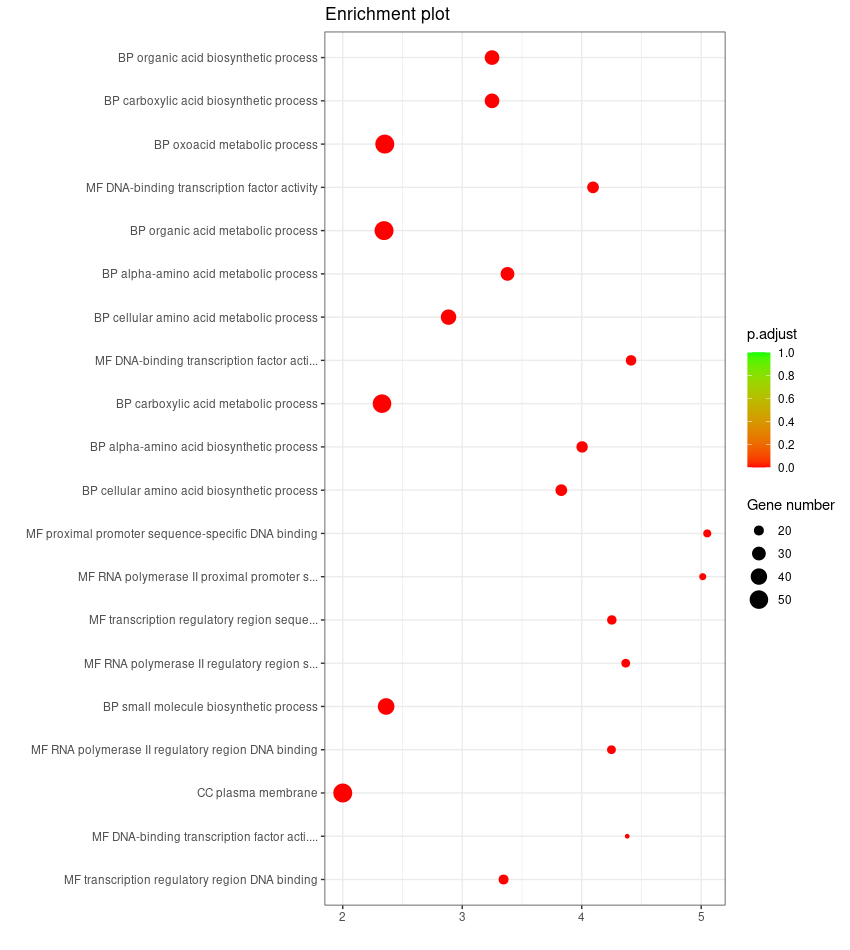 Enrichment plot
BP organic acid biosynthetic process
BP carboxylic acid biosynthetic process
BP oxoacid metabolic process
MF DNA-binding transcription factor activity
BP organic acid metabolic process
BP alpha-amino acid metabolic process
BP cellular amino acid metabolic process
MF DNA-binding transcription factor acti...
BP carboxylic acid metabolic process
BP alpha-amino acid biosynthetic process
BP cellular amino acid biosynthetic process
MF proximal promoter sequence-specific DNA binding
MF RNA polymerase II proximal promoter s...
MF transcription regulatory region seque...
MF RNA polymerase II regulatory region s...
BP small molecule biosynthetic process
MF RNA polymerase II regulatory region DNA binding
CC plasma membrane
MF DNA-binding transcription factor acti....
MF transcription regulatory region DNA binding
2 3 4 5
p.adjust
1.0
0.8
0.6
0.4
0.2
0.0
Gene number
20
30
40
50